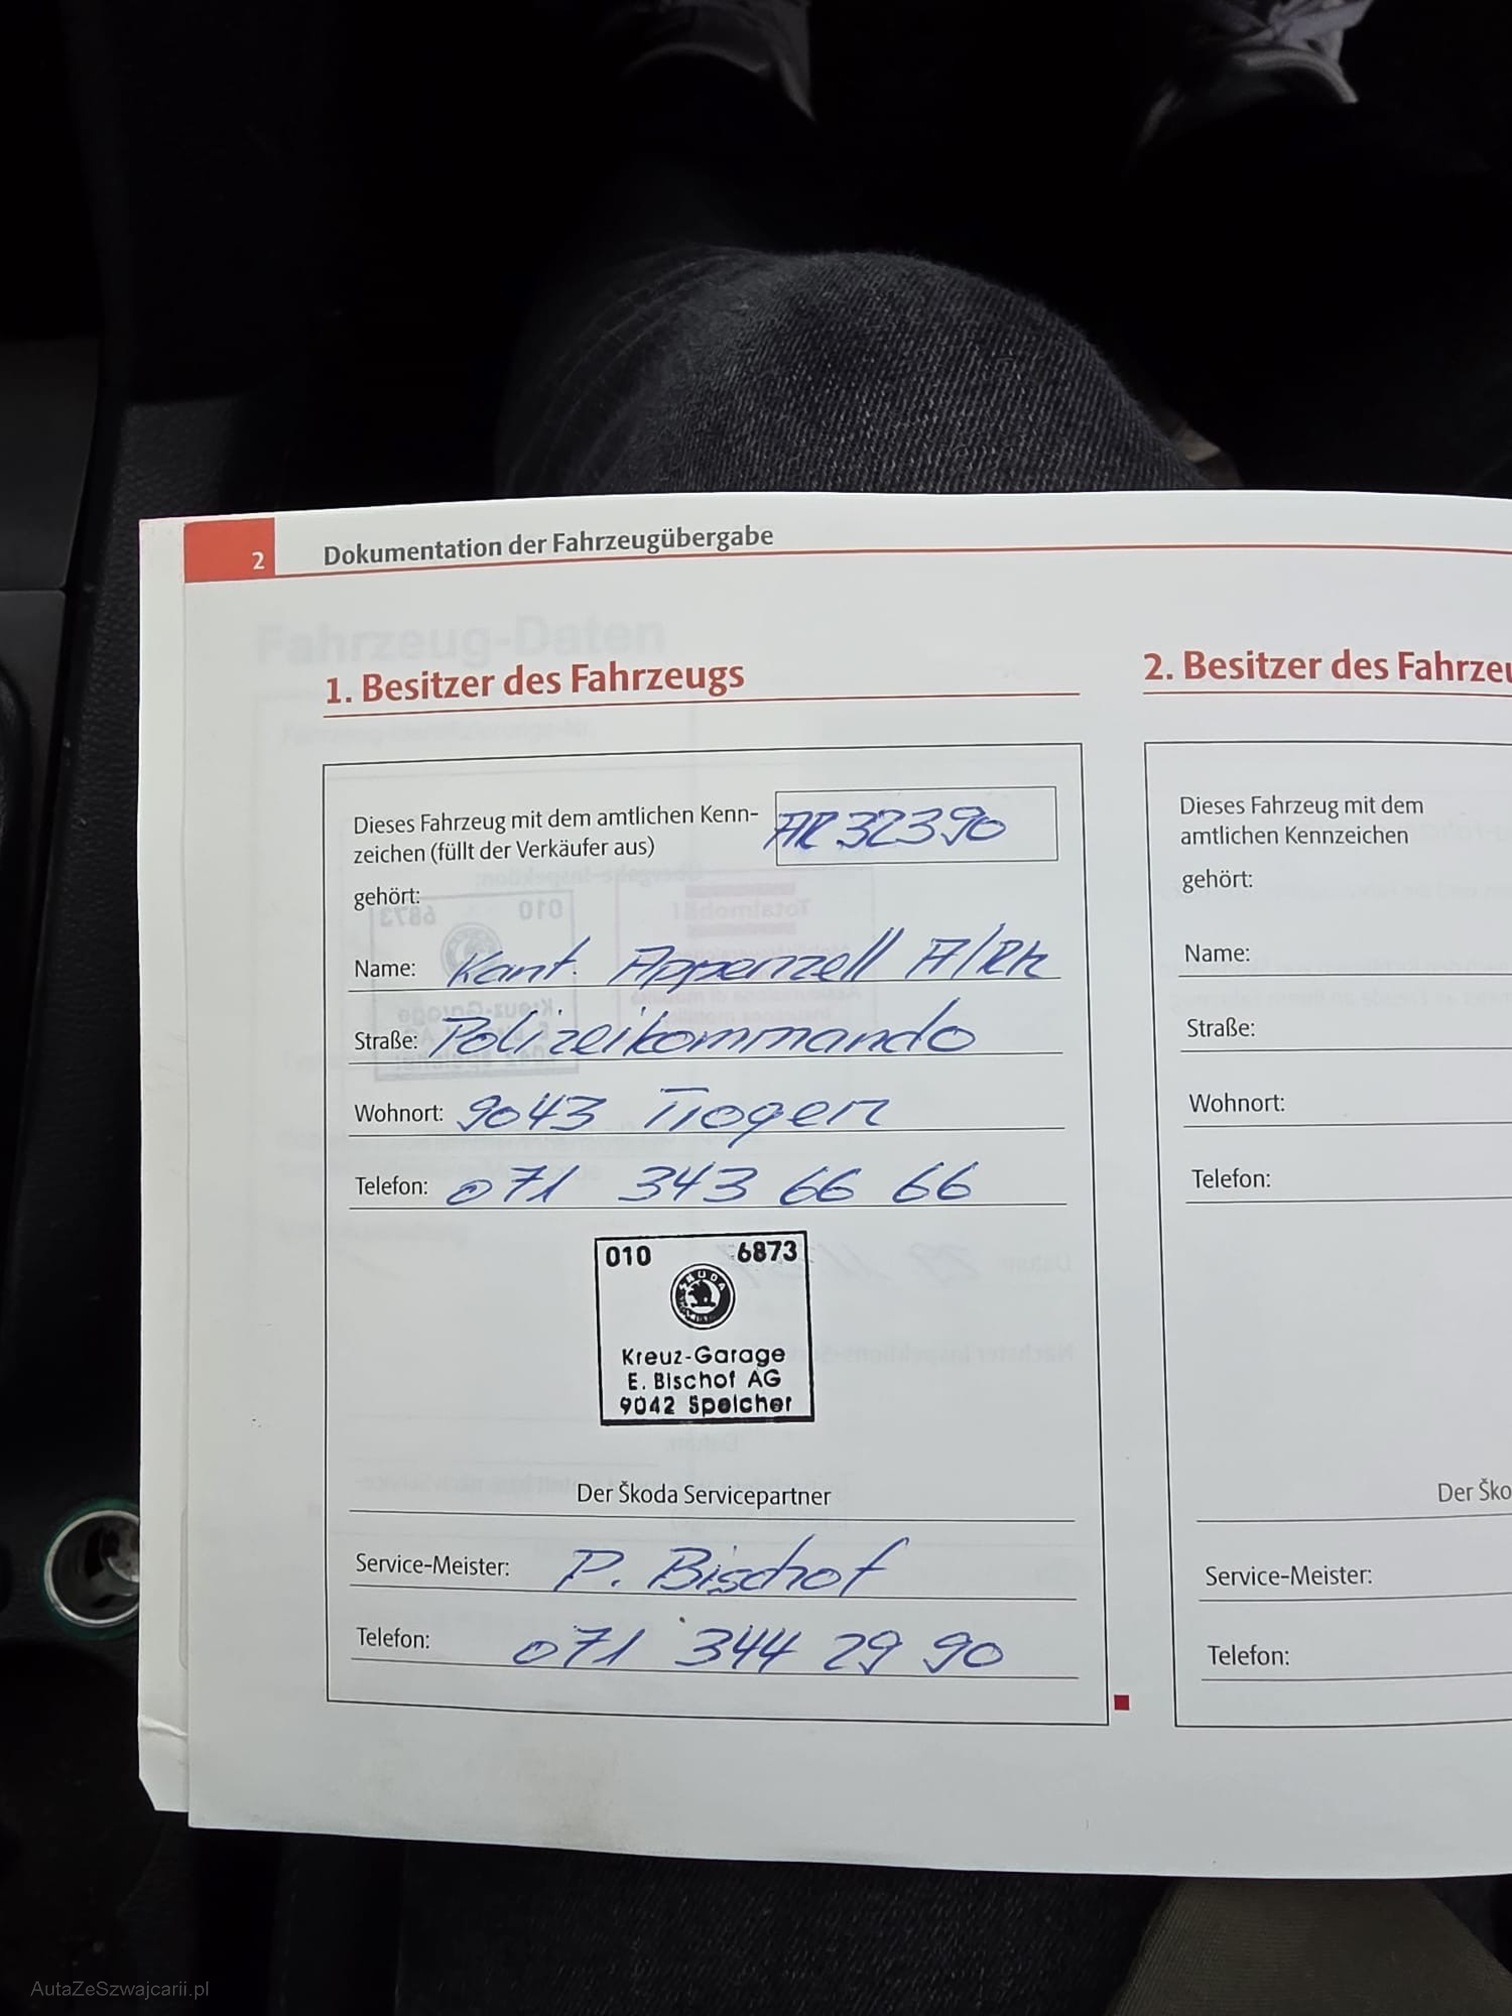 2 Dokumentation der Fahrzeugübergabe
1. Besitzer des Fahrzeugs
Dieses Fahrzeug mit dem amtlichen Kenn-
zeichen (füllt der Verkäufer aus)
AR 32390
gehört:
Name: Kant. Appenzell A/Rh
Straße: Polizeikommando
Wohnort: 9043 Trogen
Telefon: 071 343 66 66
010 6873
SKODA
Kreuz-Garage
E. Bischof AG
9042 Speicher
Der Škoda Servicepartner
Service-Meister: P. Bischof
Telefon: 071 344 29 90
2. Besitzer des Fahrzeu
Dieses Fahrzeug mit dem
amtlichen Kennzeichen
gehört:
Name:
Straße:
Wohnort:
Telefon:
Der Ško
Service-Meister:
Telefon:
AutaZeSzwajcarii.pl